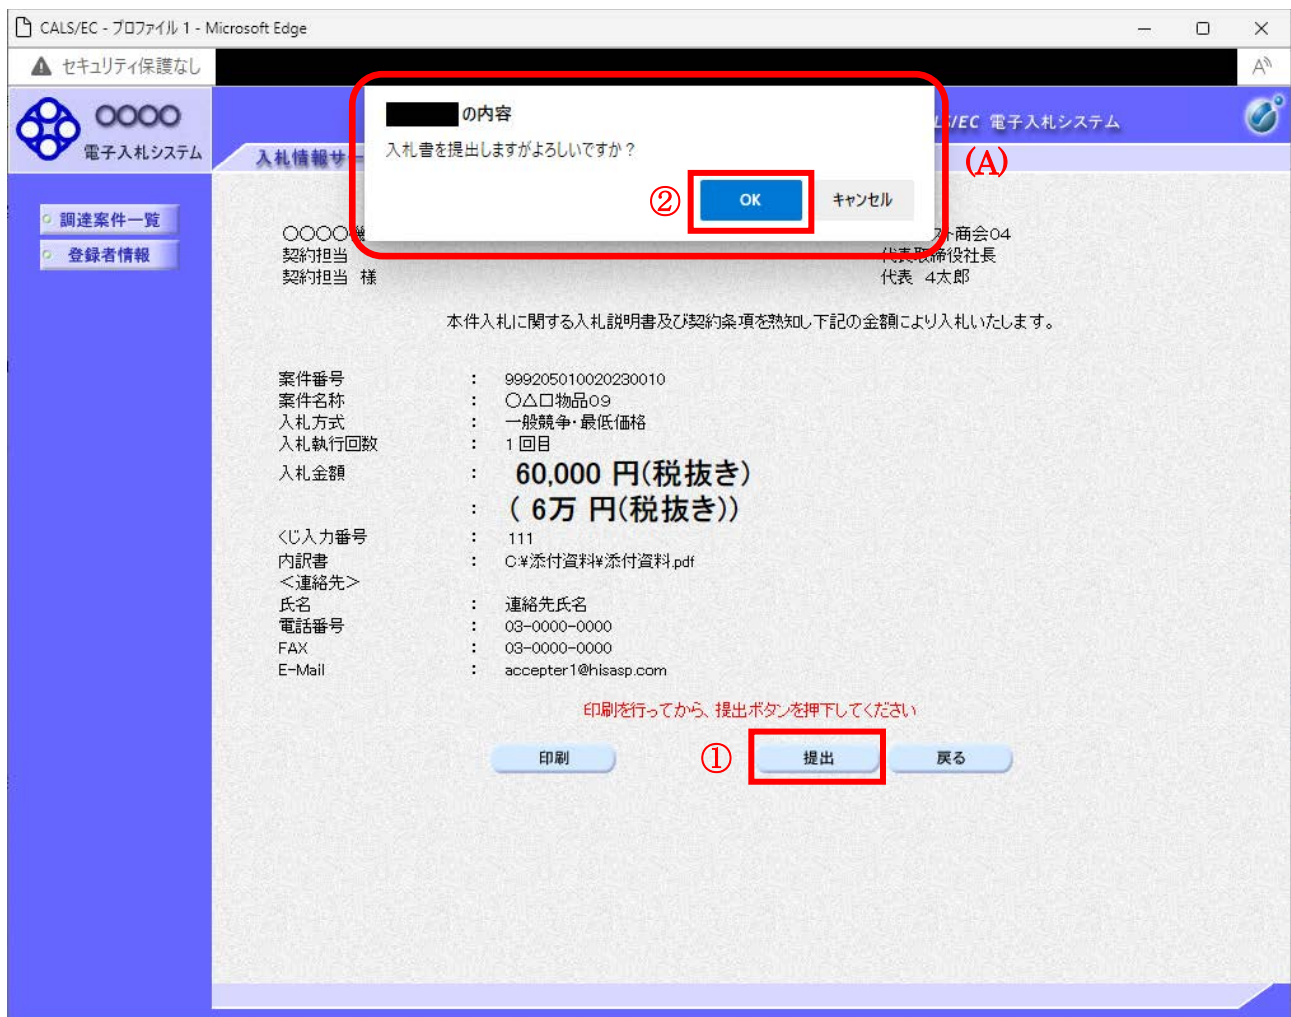 CALS/EC - プロファイル 1 - Microsoft Edge
セキュリティ保護なし
〇〇〇〇
電子入札システム
の内容
入札書を提出しますがよろしいですか？
② OK キャンセル
(A)
/EC 電子入札システム
入札情報サー
調達案件一覧
登録者情報
〇〇〇〇
契約担当
契約担当 様
商会04
代表取締役社長
代表 4太郎
本件入札に関する入札説明書及び契約条項を熟知し下記の金額により入札いたします。
案件番号 : 999205010020230010
案件名称 : 〇△□物品09
入札方式 : 一般競争・最低価格
入札執行回数 : 1回目
入札金額 : 60,000 円(税抜き)
: ( 6万 円(税抜き))
くじ入力番号 : 111
内訳書 : C:¥添付資料¥添付資料.pdf
＜連絡先＞
氏名 : 連絡先氏名
電話番号 : 03-0000-0000
FAX : 03-0000-0000
E-Mail : accepter1@hisasp.com
印刷を行ってから、提出ボタンを押下してください
印刷 ① 提出 戻る